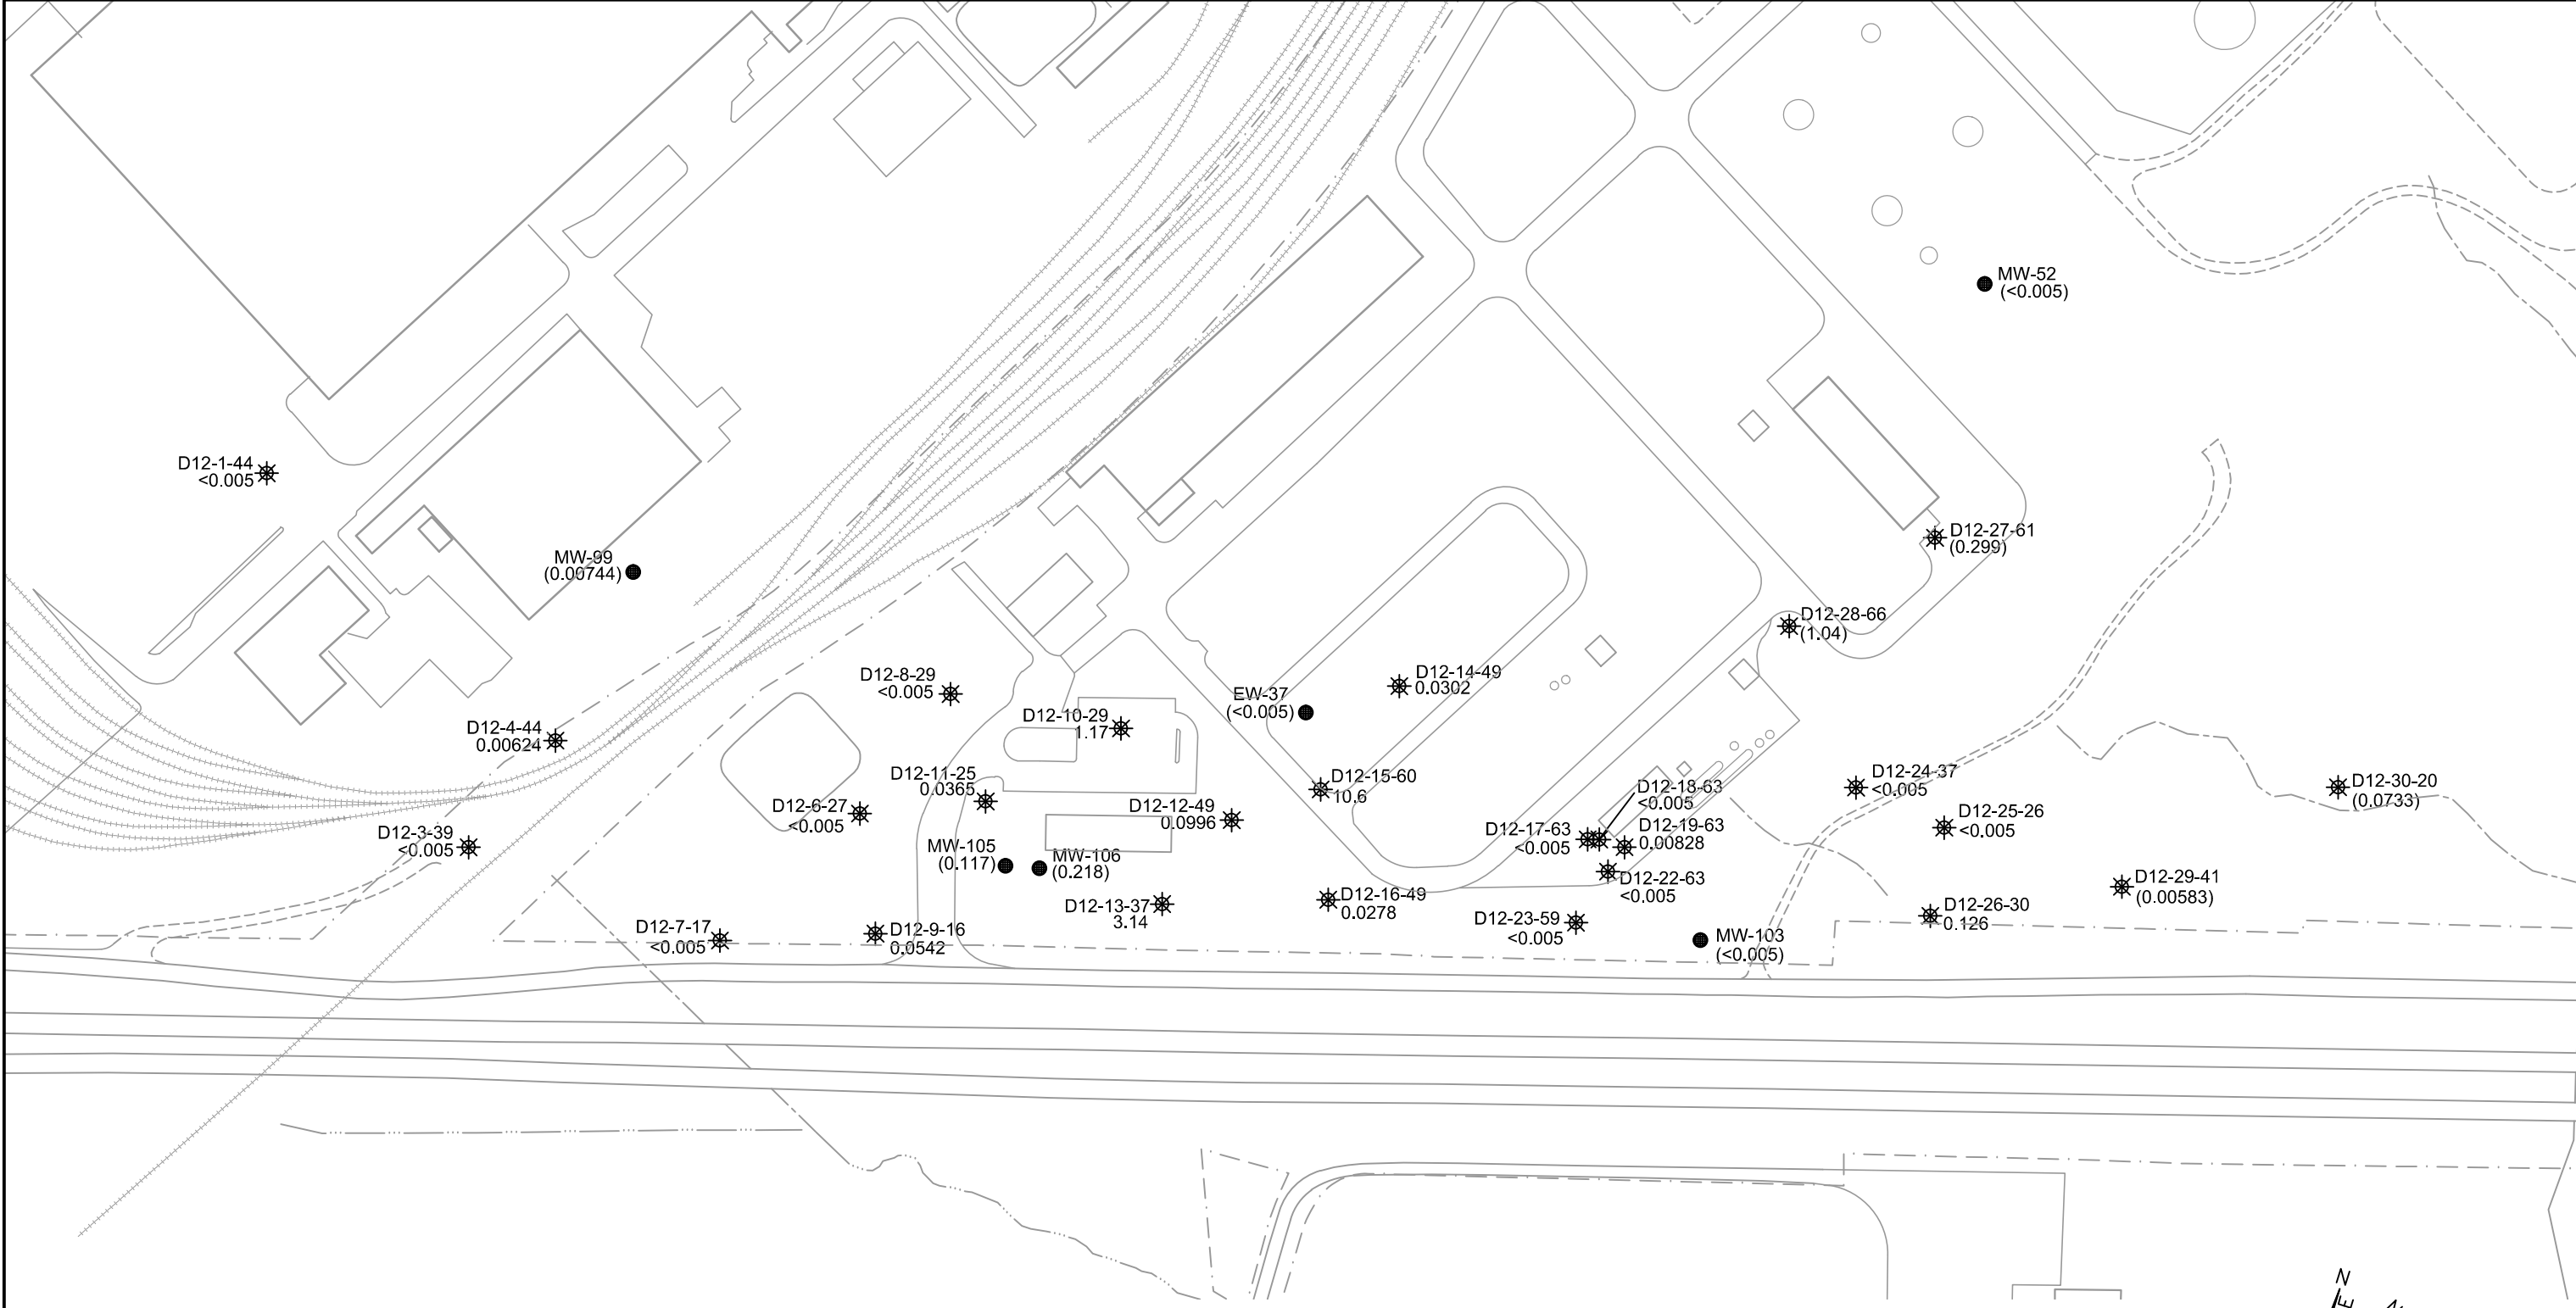 MW-52
(<0.005)
D12-1-44
<0.005
D12-27-61
(0.299)
MW-99
(0.00744)
D12-28-66
(1.04)
D12-8-29
<0.005
D12-14-49
0.0302
EW-37
(<0.005)
D12-10-29
1.17
D12-4-44
0.00624
D12-11-25
0.0365
D12-15-60
10.6
D12-24-37
<0.005
D12-30-20
(0.0733)
D12-18-63
<0.005
D12-6-27
<0.005
D12-12-49
0.0996
D12-25-26
<0.005
D12-3-39
<0.005
D12-17-63
<0.005
D12-19-63
0.00828
MW-105
(0.117)
MW-106
(0.218)
D12-22-63
<0.005
D12-29-41
(0.00583)
D12-16-49
0.0278
D12-13-37
3.14
D12-26-30
0.126
D12-23-59
<0.005
D12-7-17
<0.005
D12-9-16
0.0542
MW-103
(<0.005)
N